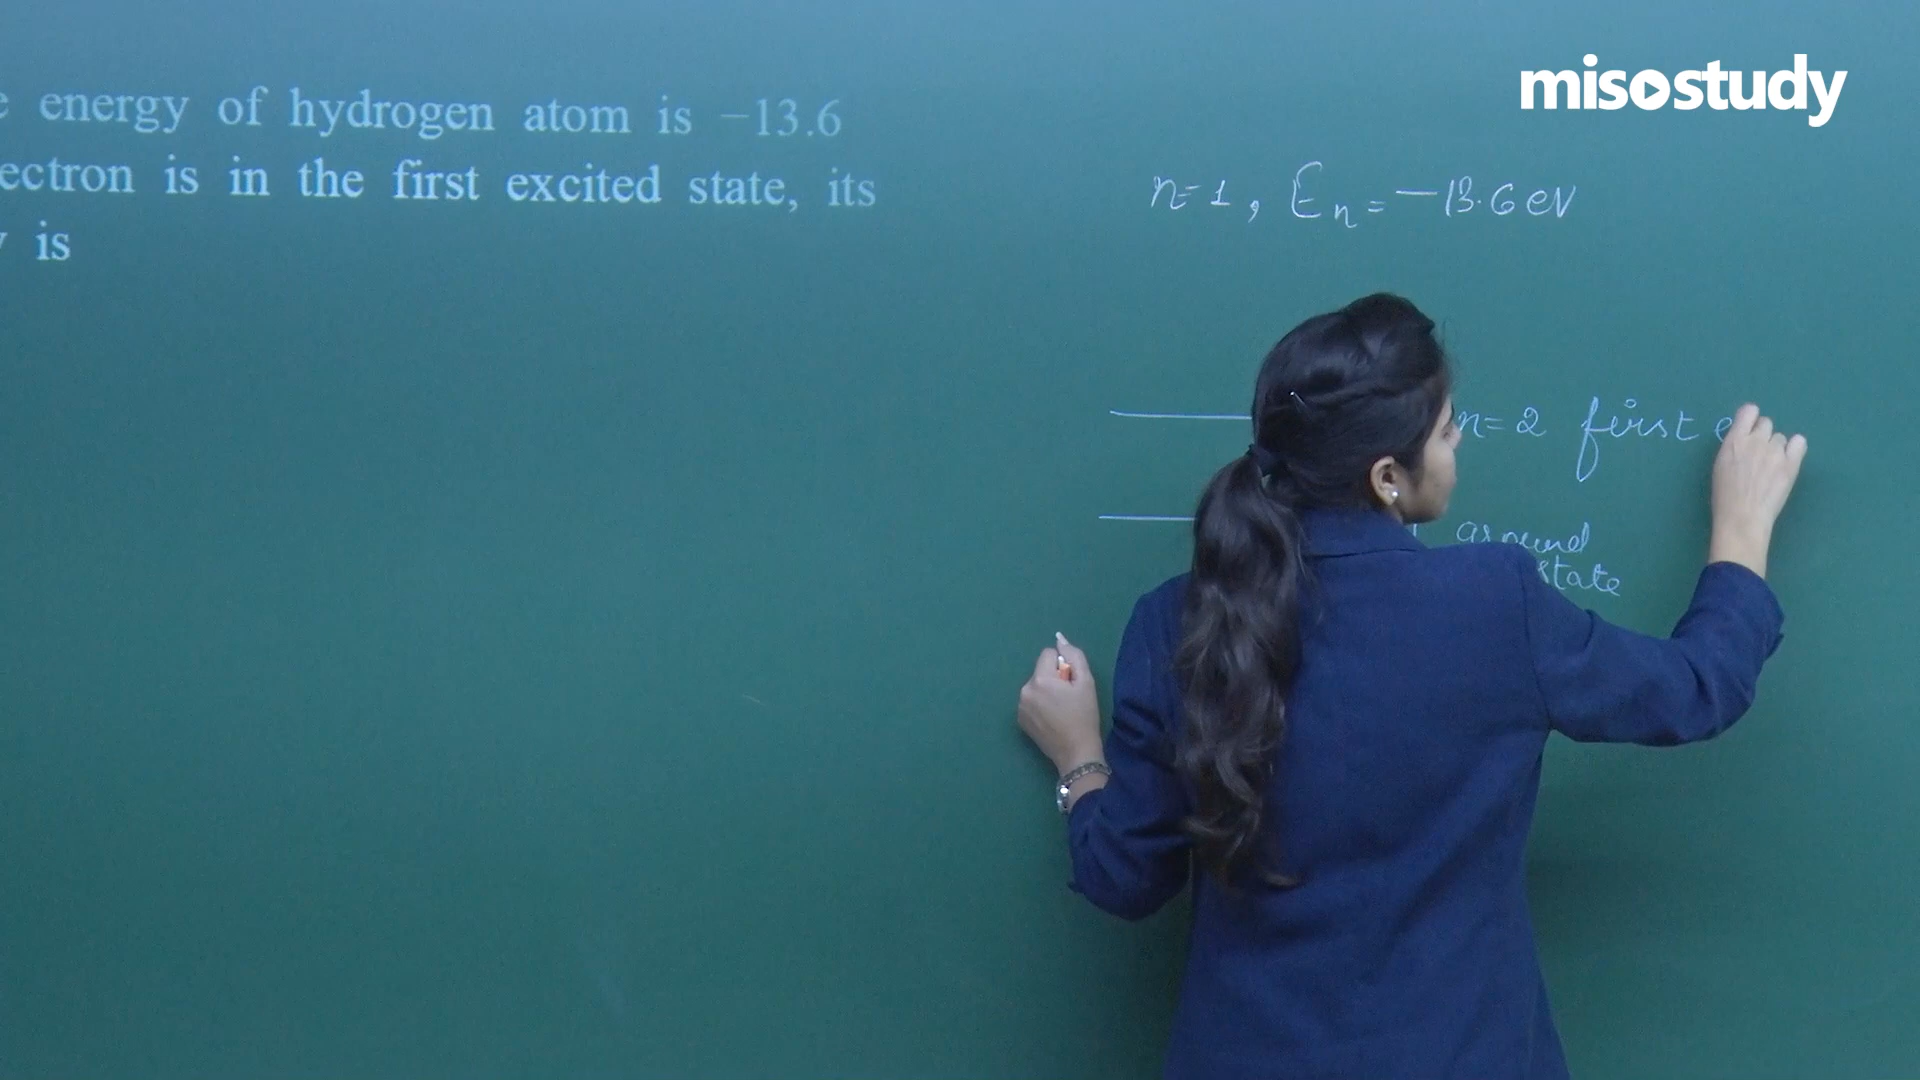 misostudy
energy of hydrogen atom is −13.6
ectron is in the first excited state, its
is
n=1, En = −13.6 eV
n=2 first e
ground
state